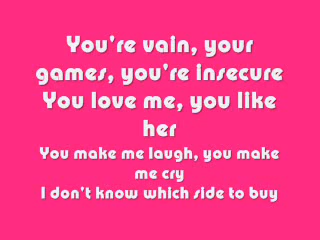 You're vain, your
games, you're insecure
You love me, you like
her
You make me laugh, you make
me cry
I don't know which side to buy